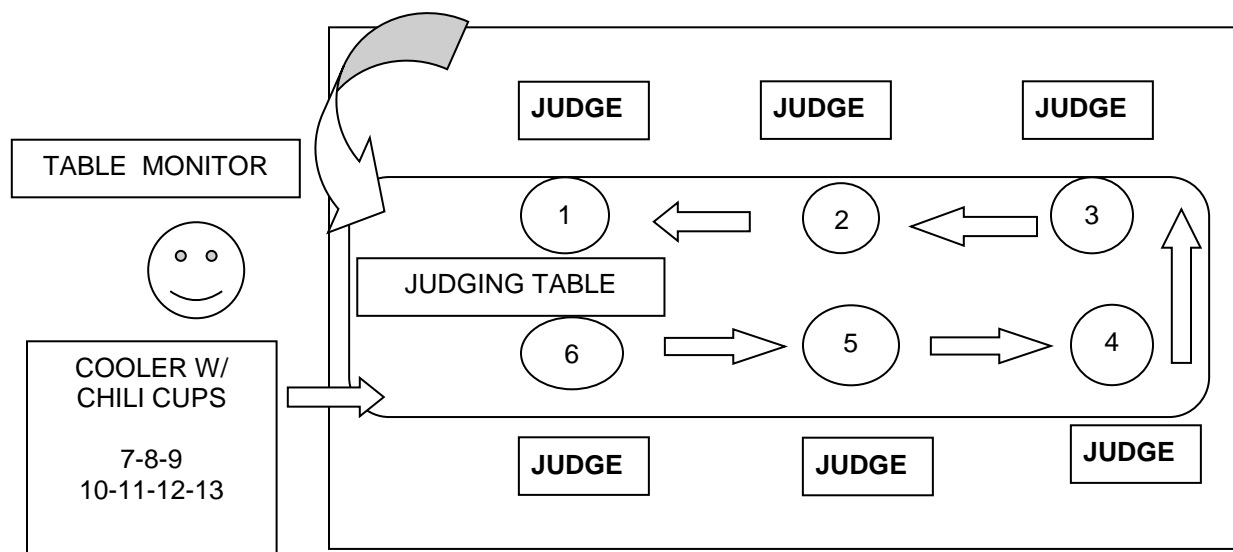 JUDGE
JUDGE
JUDGE
TABLE MONITOR
1
2
3
JUDGING TABLE
6
5
4
COOLER W/
CHILI CUPS
7-8-9
10-11-12-13
JUDGE
JUDGE
JUDGE